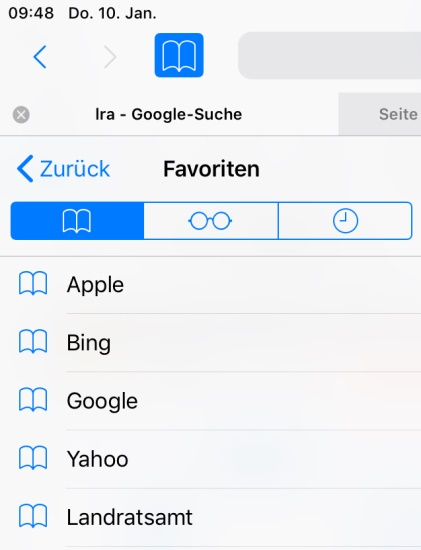 09:48 Do. 10. Jan.
Ira - Google-Suche Seite
Zurück Favoriten
Apple
Bing
Google
Yahoo
Landratsamt